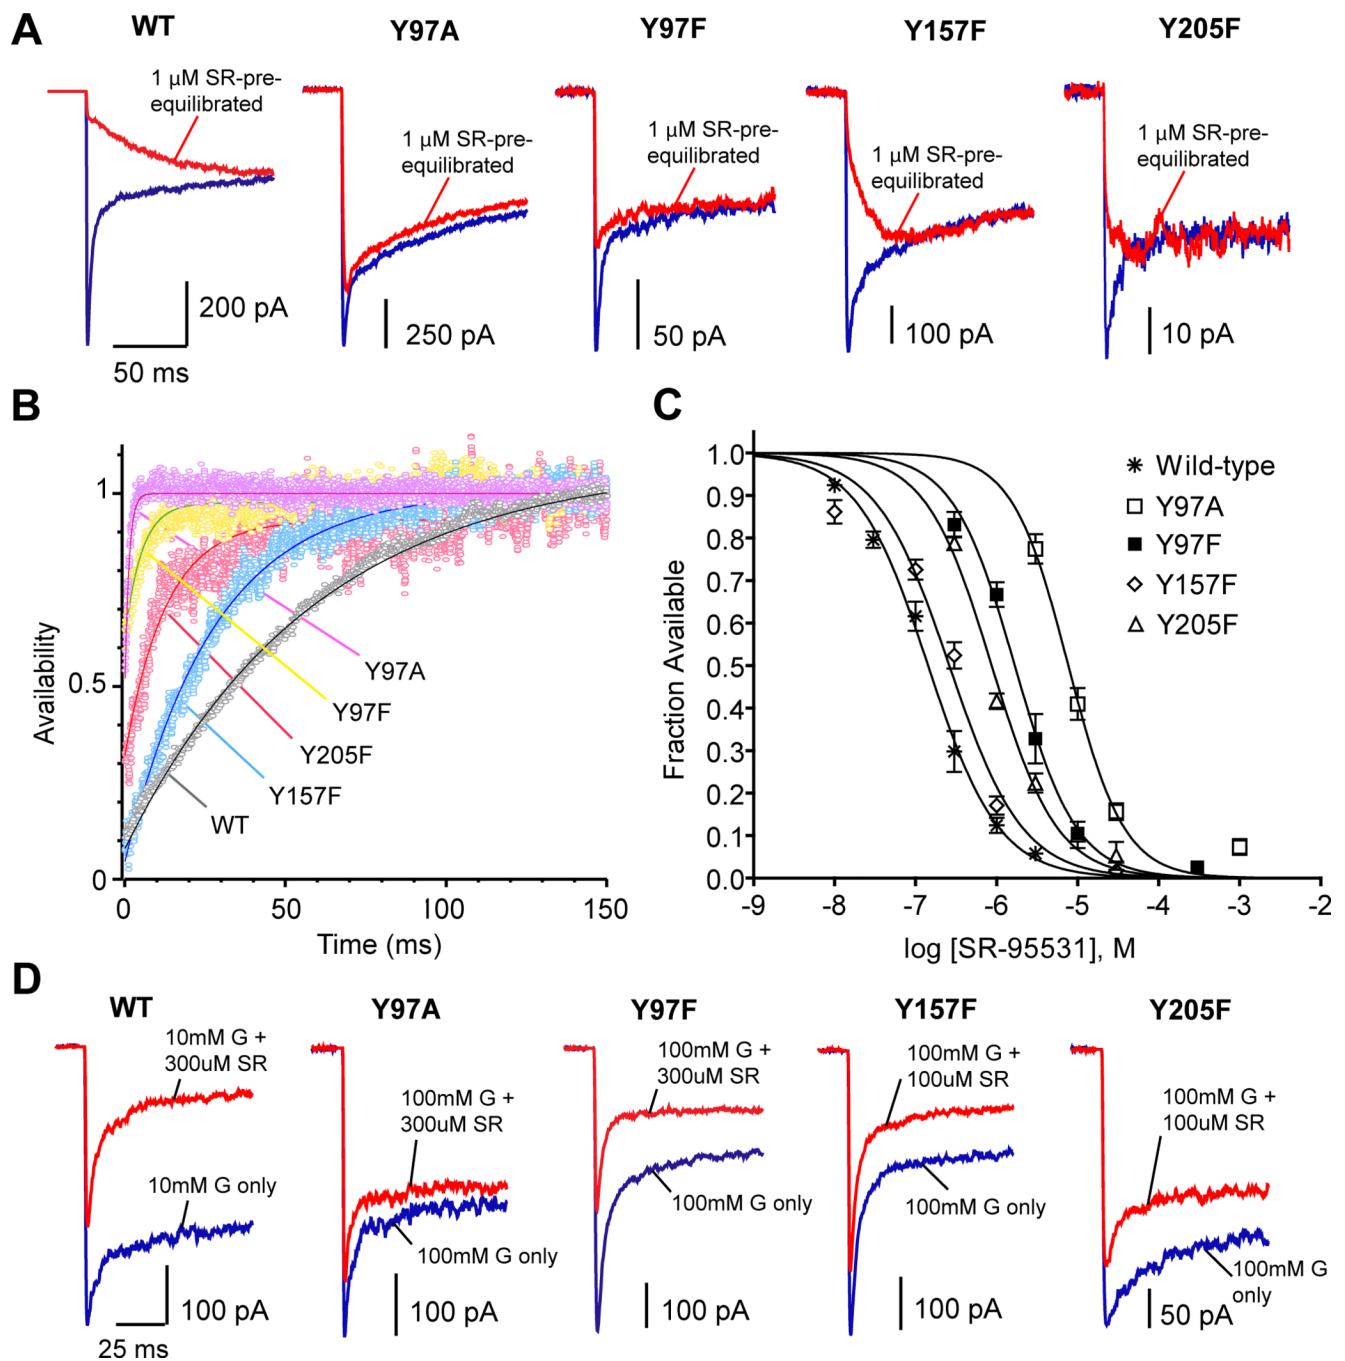 A
WT
Y97A
Y97F
Y157F
Y205F
1 µM SR-pre-
equilibrated
1 µM SR-pre-
equilibrated
1 µM SR-pre-
equilibrated
1 µM SR-pre-
equilibrated
1 µM SR-pre-
equilibrated
200 pA
50 ms
250 pA
50 pA
100 pA
10 pA
B
Availability
1
0.5
0
0
50
100
150
Time (ms)
Y97A
Y97F
Y205F
Y157F
WT
C
Fraction Available
1.0
0.9
0.8
0.7
0.6
0.5
0.4
0.3
0.2
0.1
0.0
-9
-8
-7
-6
-5
-4
-3
-2
log [SR-95531], M
Wild-type
Y97A
Y97F
Y157F
Y205F
D
WT
Y97A
Y97F
Y157F
Y205F
10mM G +
300uM SR
10mM G only
100 pA
25 ms
100mM G +
300uM SR
100mM G only
100 pA
100mM G +
300uM SR
100mM G only
100 pA
100mM G +
100uM SR
100mM G only
100 pA
100mM G +
100uM SR
100mM G
only
50 pA